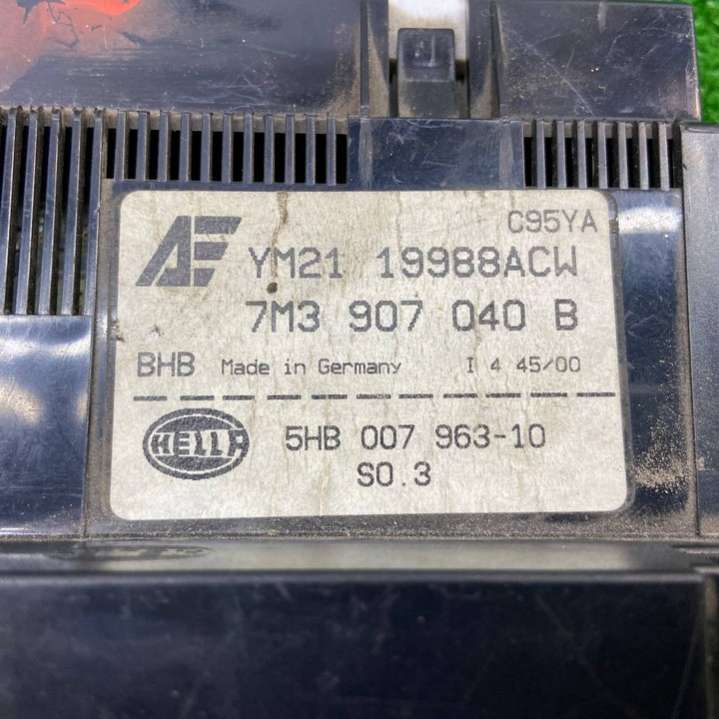 C95YA
AE YM21 19988ACW
7M3 907 040 B
BHB Made in Germany I 4 45/00
HELLA 5HB 007 963-10
S0.3